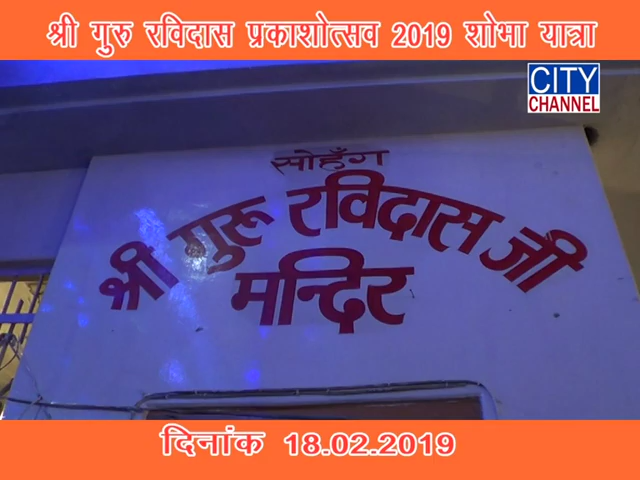 श्री गुरु रविदास प्रकाशोत्सव 2019 शोभा यात्रा
CITY
CHANNEL
सोहँग
श्री गुरू रविदास जी
मन्दिर
दिनांक 18.02.2019